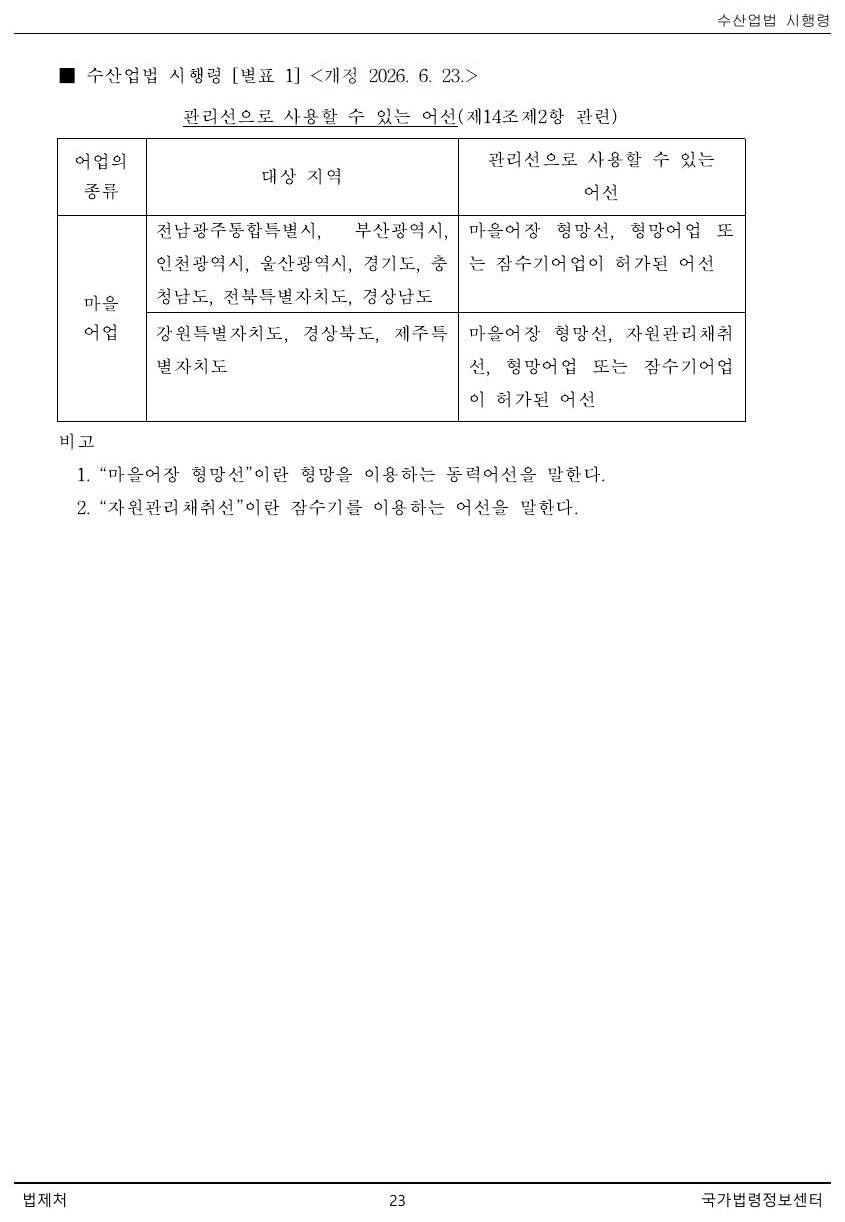 수산업법 시행령
■ 수산업법 시행령 [별표 1] <개정 2026. 6. 23.>
관리선으로 사용할 수 있는 어선(제14조제2항 관련)
어업의
종류
대상 지역
관리선으로 사용할 수 있는
어선
마을
어업
전남광주통합특별시, 부산광역시,
인천광역시, 울산광역시, 경기도, 충
청남도, 전북특별자치도, 경상남도
마을어장 형망선, 형망어업 또
는 잠수기어업이 허가된 어선
강원특별자치도, 경상북도, 제주특
별자치도
마을어장 형망선, 자원관리채취
선, 형망어업 또는 잠수기어업
이 허가된 어선
비고
1. “마을어장 형망선”이란 형망을 이용하는 동력어선을 말한다.
2. “자원관리채취선”이란 잠수기를 이용하는 어선을 말한다.
법제처
23
국가법령정보센터